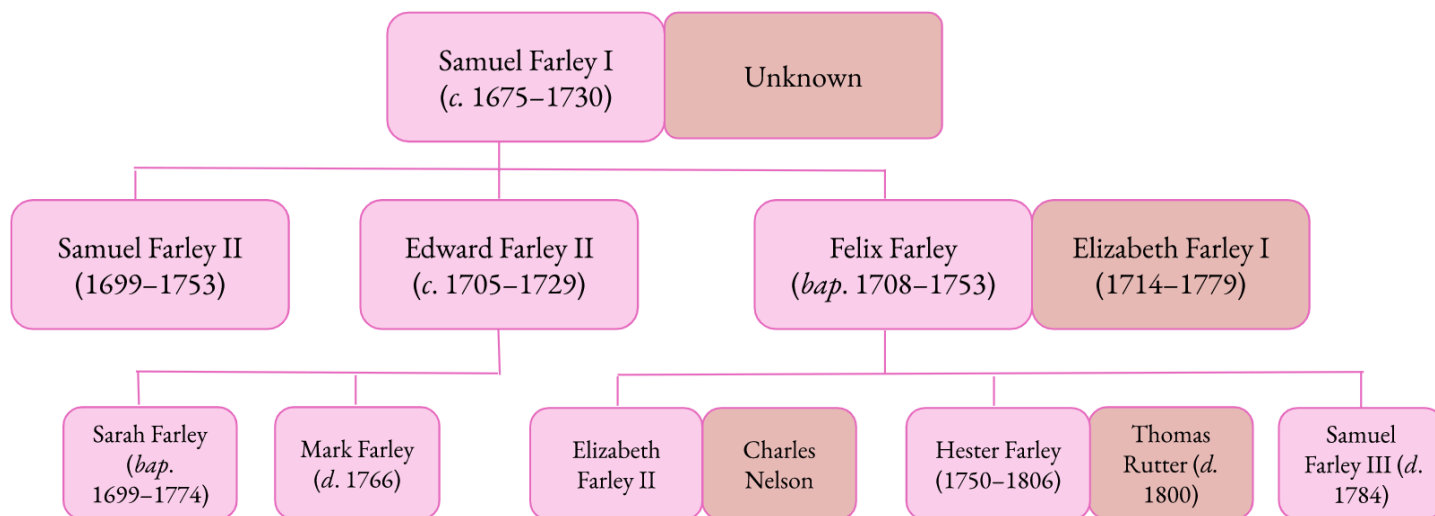 Samuel Farley I
(c. 1675–1730)
Unknown
Samuel Farley II
(1699–1753)
Edward Farley II
(c. 1705–1729)
Felix Farley
(bap. 1708–1753)
Elizabeth Farley I
(1714–1779)
Sarah Farley
(bap.
1699–1774)
Mark Farley
(d. 1766)
Elizabeth
Farley II
Charles
Nelson
Hester Farley
(1750–1806)
Thomas
Rutter (d.
1800)
Samuel
Farley III (d.
1784)